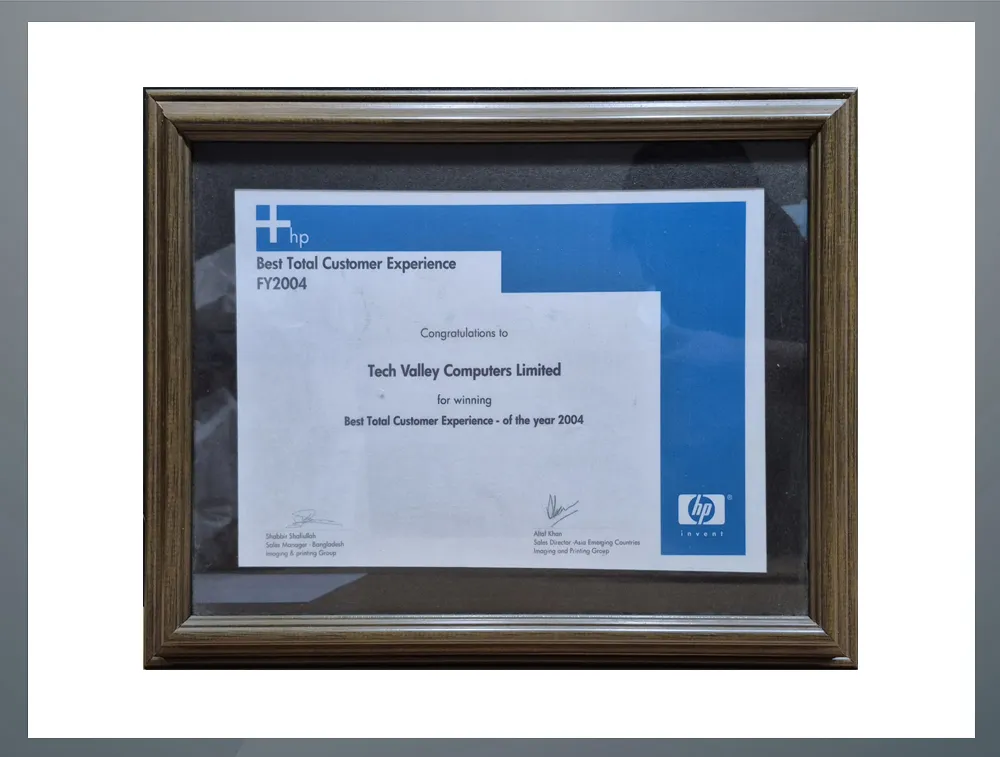 hp
Best Total Customer Experience
FY2004
Congratulations to
Tech Valley Computers Limited
for winning
Best Total Customer Experience - of the year 2004
Shabbir Shafiullah
Sales Manager - Bangladesh
Imaging & printing Group
Altaf Khan
Sales Director -Asia Emerging Countries
Imaging and Printing Group
hp
invent